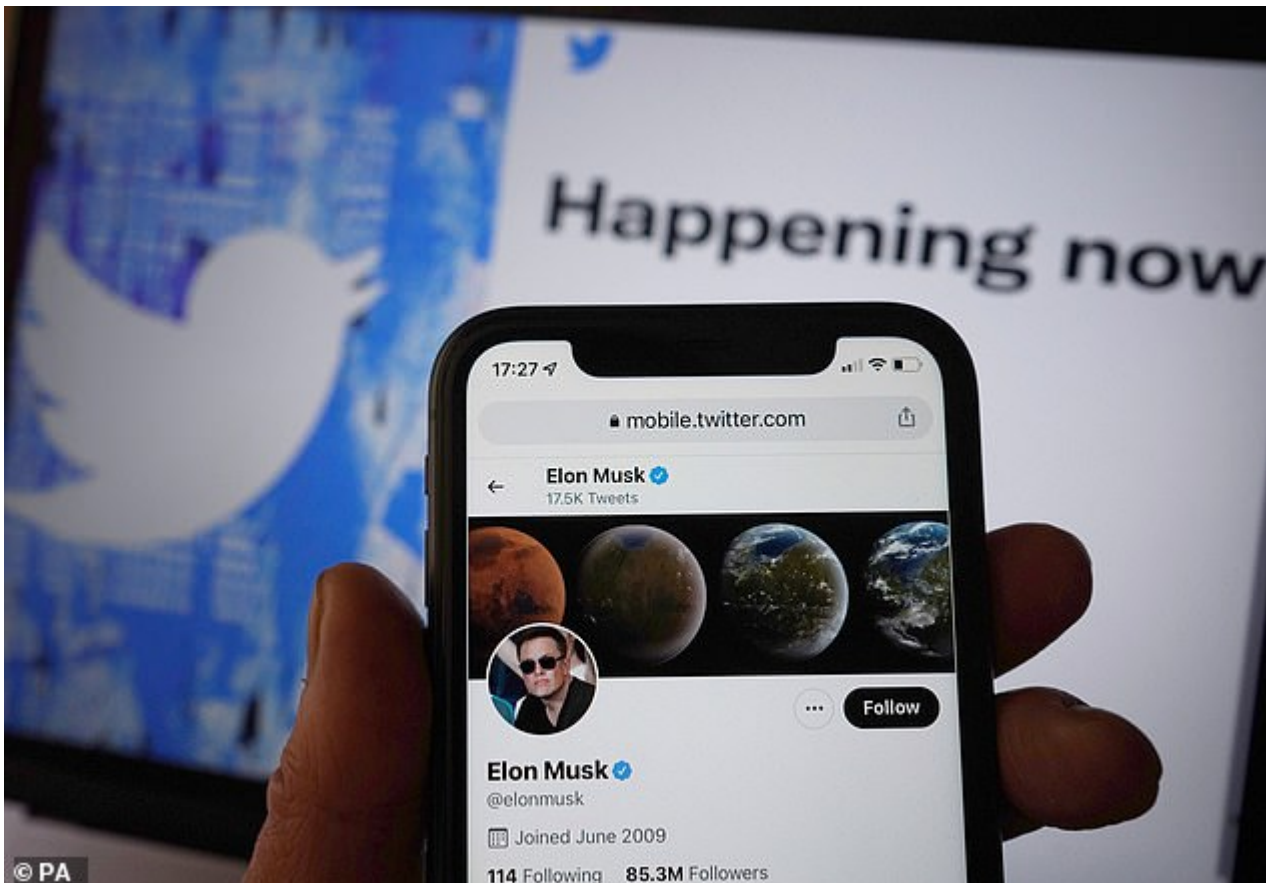 Happening now
17:27
mobile.twitter.com
Elon Musk
17.5K Tweets
Follow
Elon Musk
@elonmusk
Joined June 2009
114 Following 85.3M Followers
© PA